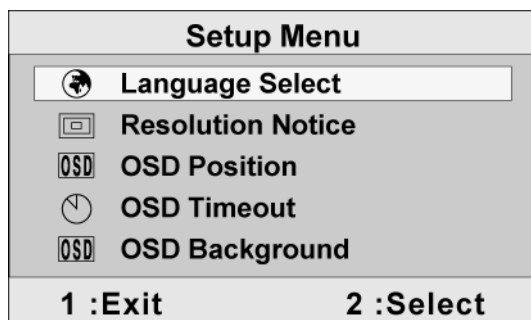 Setup Menu
Language Select
Resolution Notice
OSD OSD Position
OSD Timeout
OSD OSD Background
1 :Exit 2 :Select